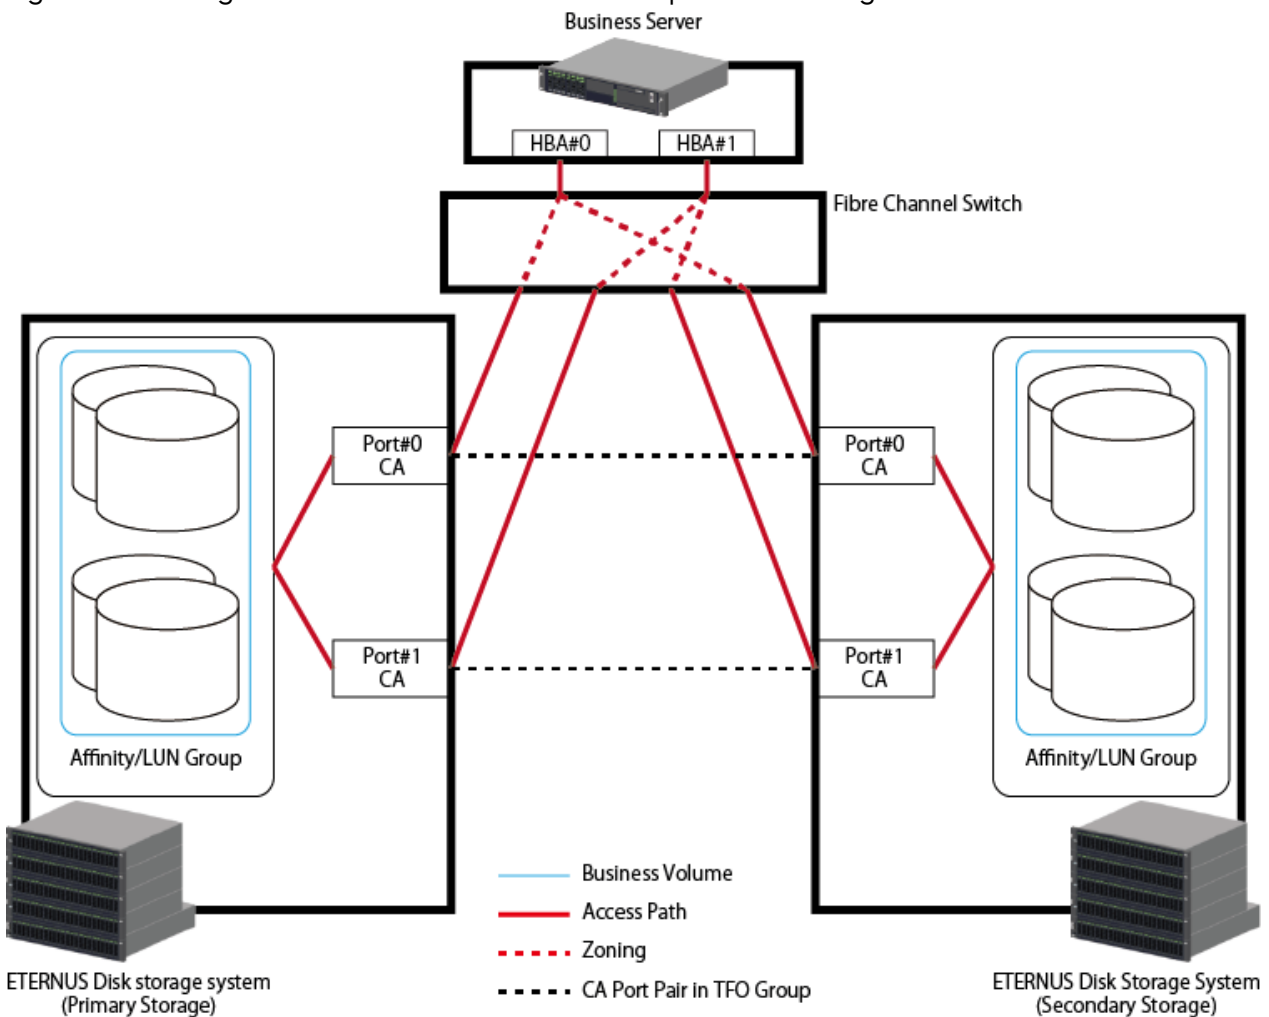 Business Server
HBA#0
HBA#1
Fibre Channel Switch
Port#0
CA
Port#0
CA
Port#1
CA
Port#1
CA
Affinity/LUN Group
Affinity/LUN Group
Business Volume
Access Path
Zoning
CA Port Pair in TFO Group
ETERNUS Disk storage system
(Primary Storage)
ETERNUS Disk Storage System
(Secondary Storage)